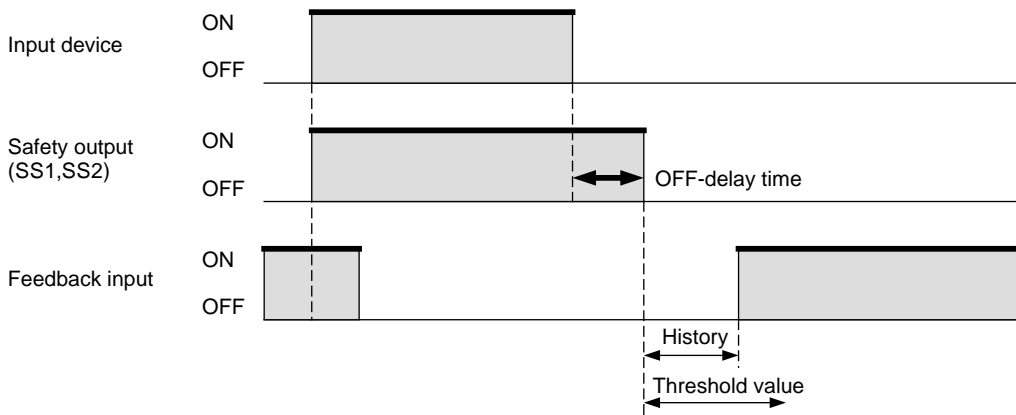 Input device
ON
OFF
Safety output
(SS1,SS2)
ON
OFF
OFF-delay time
Feedback input
ON
OFF
History
Threshold value